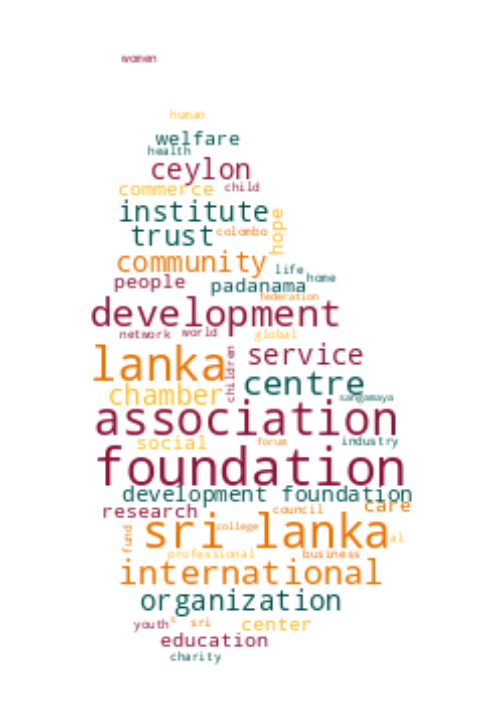 women
human
welfare
health
ceylon
commerce child
institute
trust colombo hope
community
life
people padanama home
federation
development
network world global
lanka children service
chamber centre
sangamaya
association
social forum industry
foundation
development foundation
research council care
fund sri lanka college al
professional business
international
organization
youth s sri center
education
charity